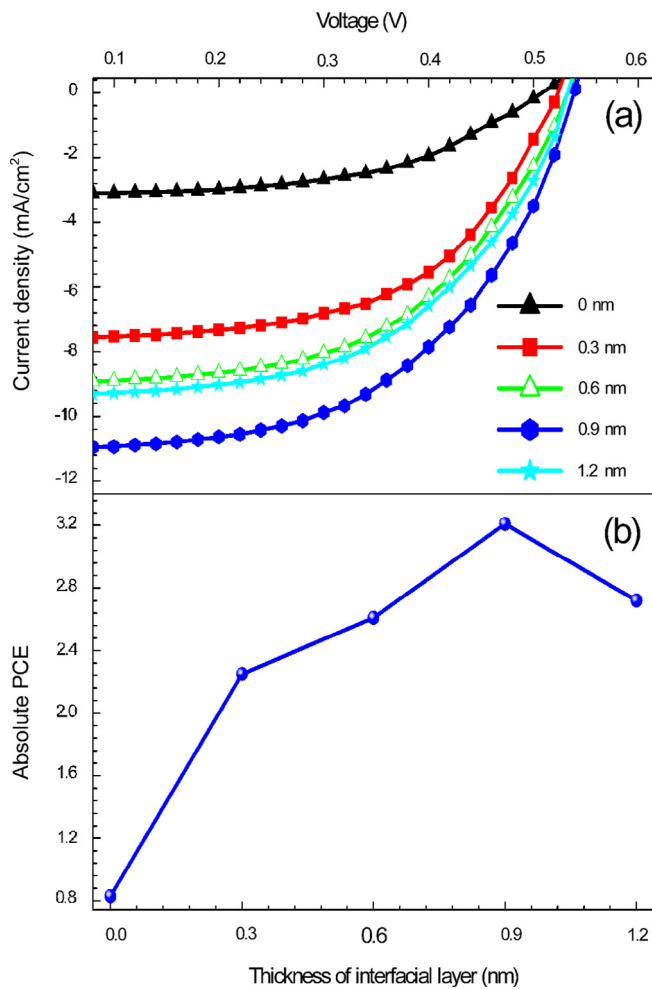 Voltage (V)
0.1 0.2 0.3 0.4 0.5 0.6
(a)
Current density (mA/cm²)
0
-2
-4
-6
-8
-10
-12
0 nm
0.3 nm
0.6 nm
0.9 nm
1.2 nm
(b)
Absolute PCE
3.2
2.8
2.4
2.0
1.6
1.2
0.8
0.0 0.3 0.6 0.9 1.2
Thickness of interfacial layer (nm)